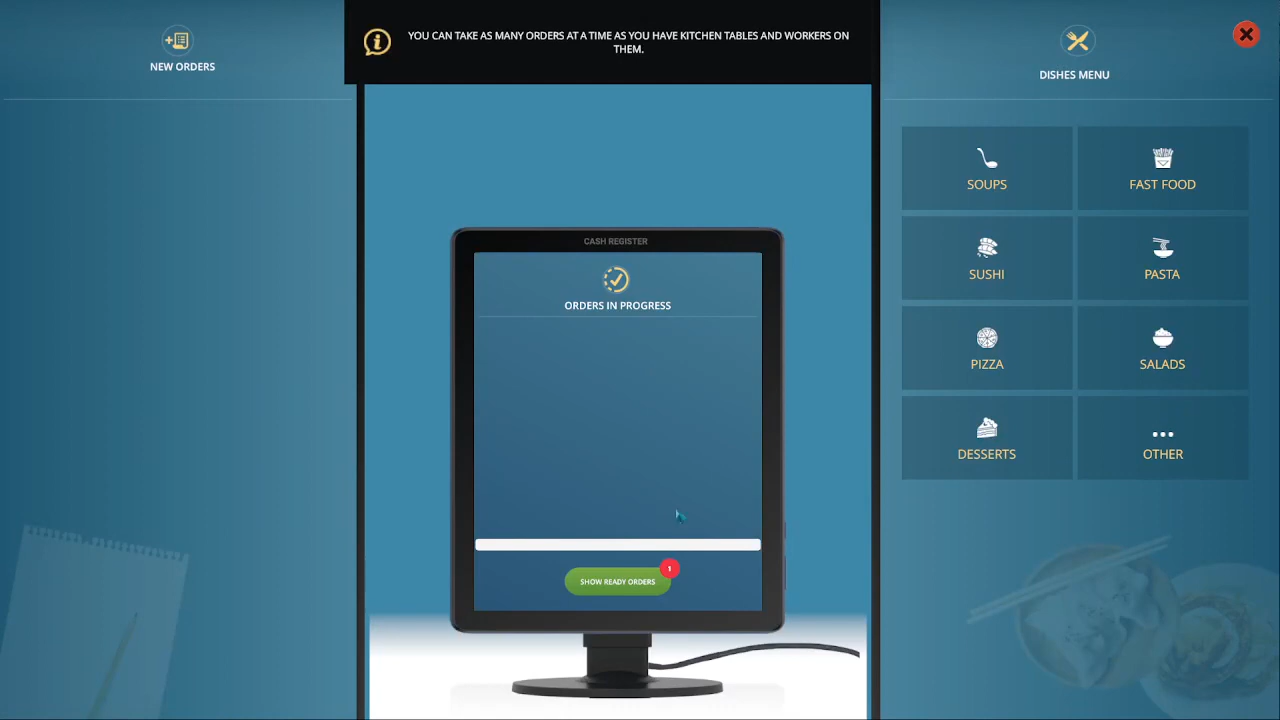 NEW ORDERS
YOU CAN TAKE AS MANY ORDERS AT A TIME AS YOU HAVE KITCHEN TABLES AND WORKERS ON
THEM.
CASH REGISTER
ORDERS IN PROGRESS
SHOW READY ORDERS
1
DISHES MENU
SOUPS
FAST FOOD
SUSHI
PASTA
PIZZA
SALADS
DESSERTS
OTHER